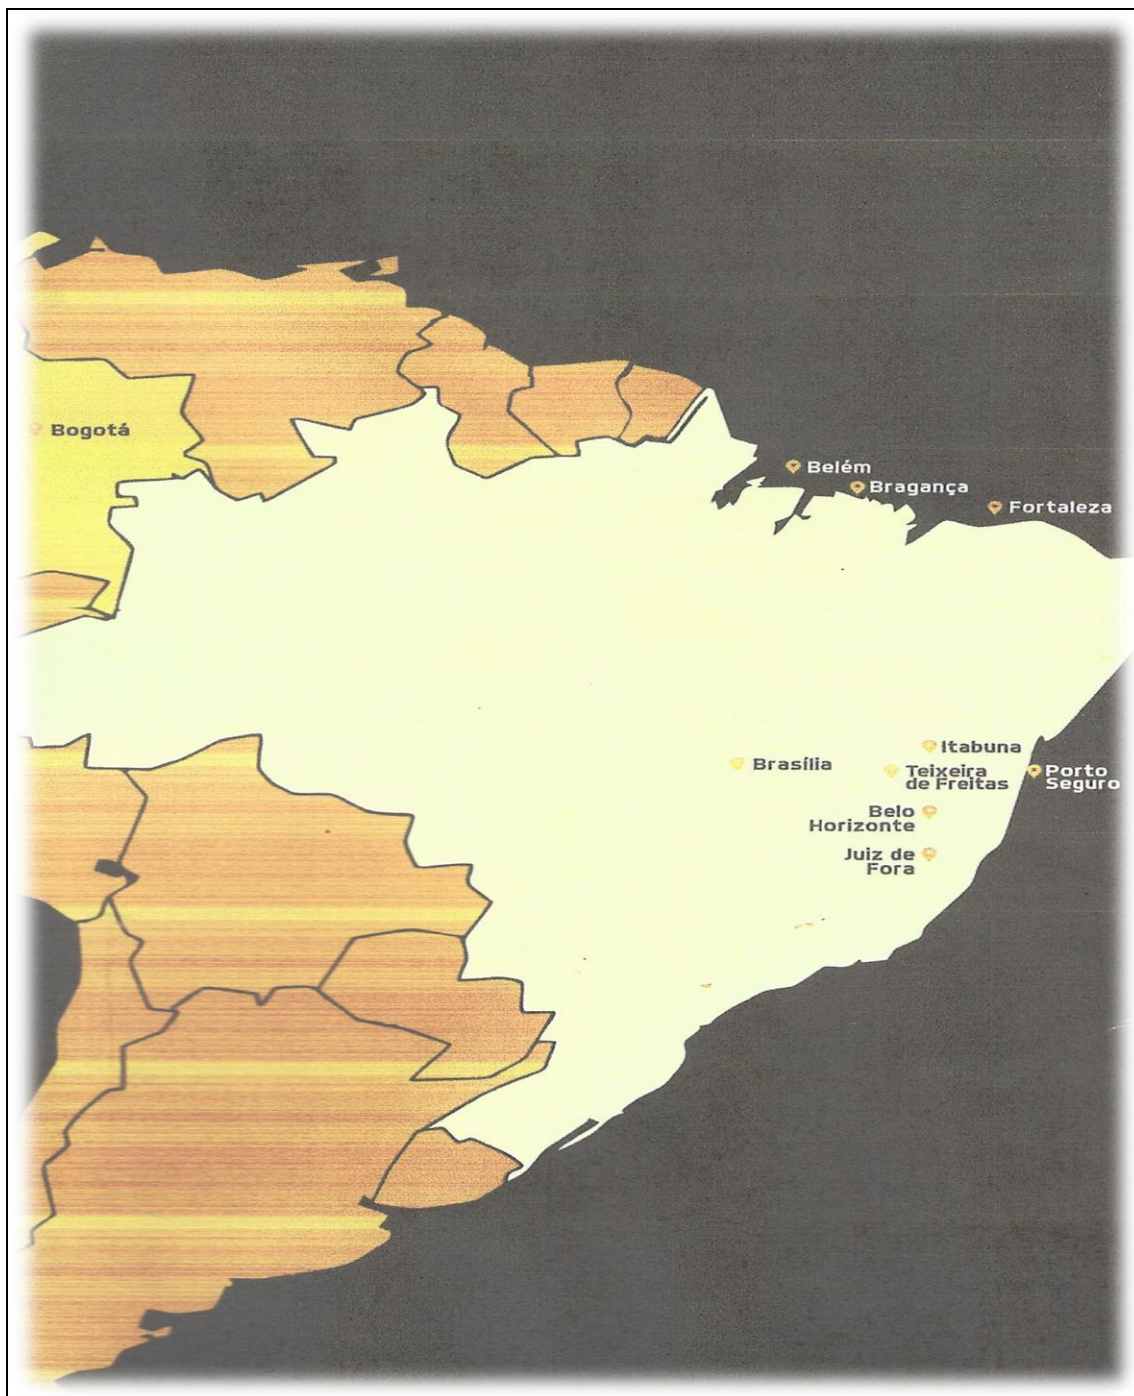 Bogotá
Belém
Bragança
Fortaleza
Itabuna
Brasília
Teixeira
de Freitas
Porto
Seguro
Belo
Horizonte
Juiz de
Fora